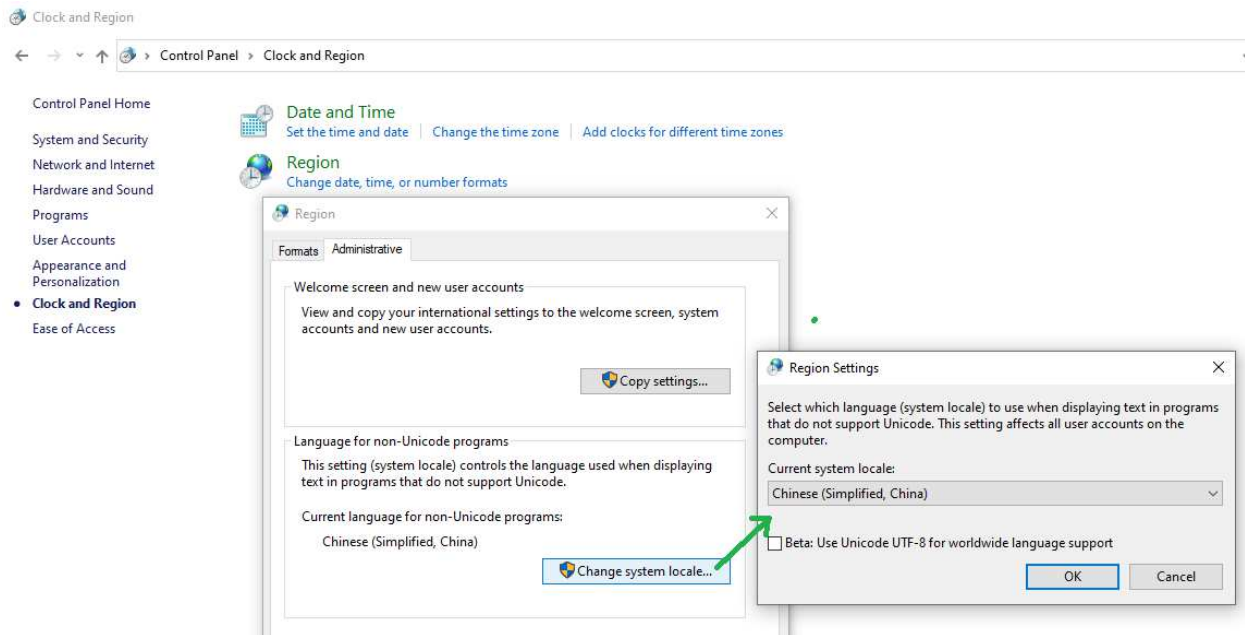 Clock and Region
Control Panel > Clock and Region
Control Panel Home
System and Security
Network and Internet
Hardware and Sound
Programs
User Accounts
Appearance and
Personalization
Clock and Region
Ease of Access
Date and Time
Set the time and date | Change the time zone | Add clocks for different time zones
Region
Change date, time, or number formats
Region
Formats Administrative
Welcome screen and new user accounts
View and copy your international settings to the welcome screen, system
accounts and new user accounts.
Copy settings...
Language for non-Unicode programs
This setting (system locale) controls the language used when displaying
text in programs that do not support Unicode.
Current language for non-Unicode programs:
Chinese (Simplified, China)
Change system locale...
Region Settings
Select which language (system locale) to use when displaying text in programs
that do not support Unicode. This setting affects all user accounts on the
computer.
Current system locale:
Chinese (Simplified, China)
Beta: Use Unicode UTF-8 for worldwide language support
OK Cancel